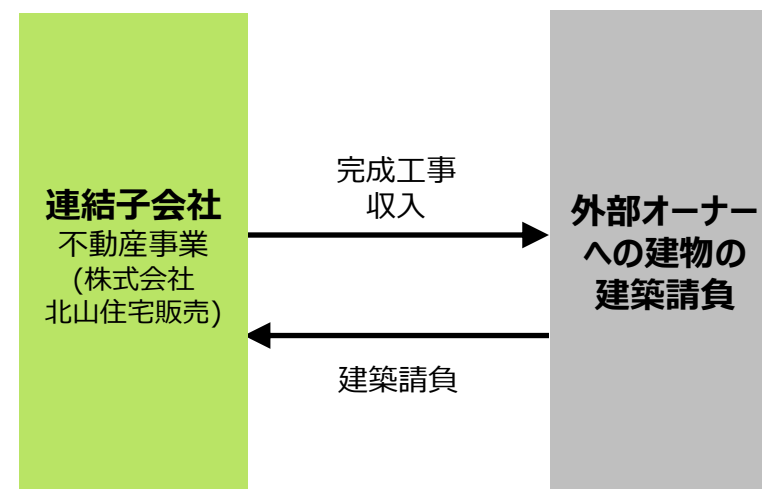 連結子会社
不動産事業
(株式会社
北山住宅販売)
完成工事
収入
建築請負
外部オーナー
への建物の
建築請負